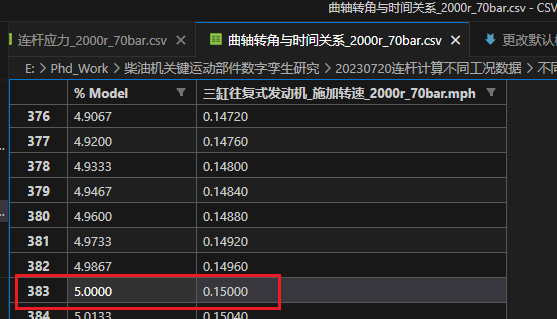 曲轴转角与时间关系_2000r_70bar.csv - CSV
连杆应力_2000r_70bar.csv
曲轴转角与时间关系_2000r_70bar.csv
更改默认
E: > Phd_Work > 柴油机关键运动部件数字孪生研究 > 20230720连杆计算不同工况数据 > 不同
% Model 三缸往复式发动机_施加转速_2000r_70bar.mph
376 4.9067 0.14720
377 4.9200 0.14760
378 4.9333 0.14800
379 4.9467 0.14840
380 4.9600 0.14880
381 4.9733 0.14920
382 4.9867 0.14960
383 5.0000 0.15000
384 5.0133 0.15040